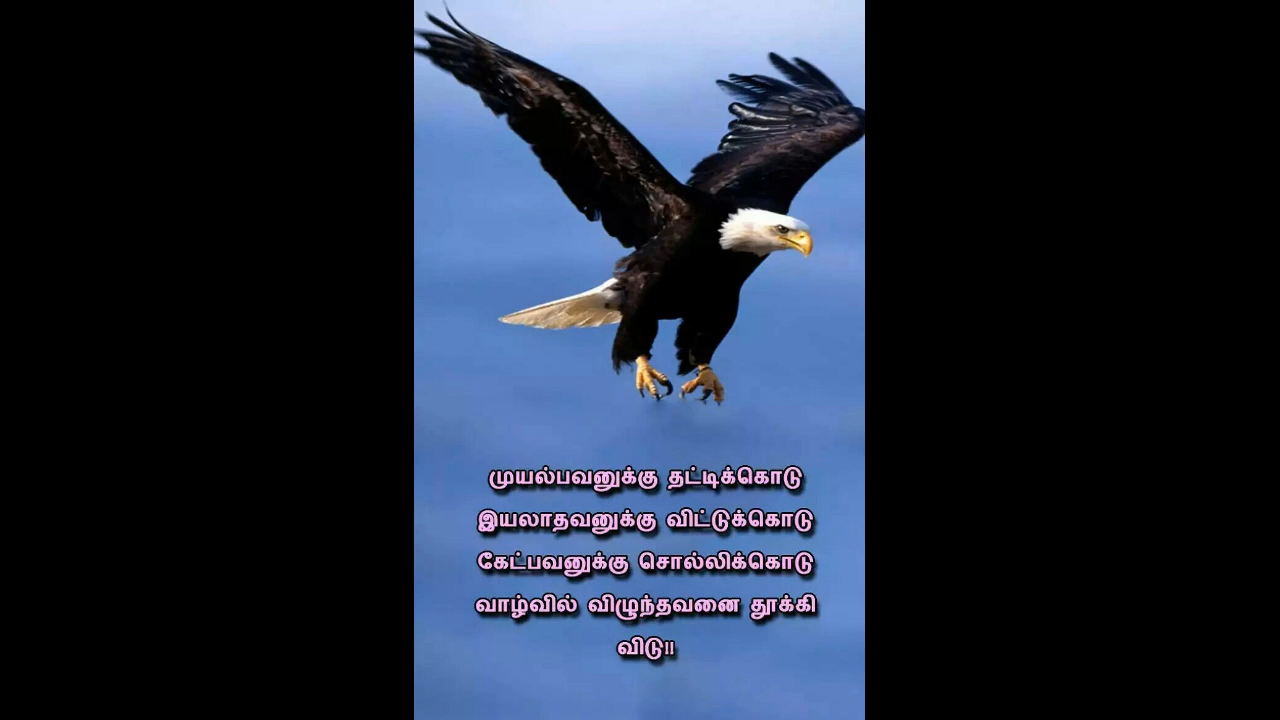 முயல்பவனுக்கு தட்டிக்கொடு
இயலாதவனுக்கு விட்டுக்கொடு
கேட்பவனுக்கு சொல்லிக்கொடு
வாழ்வில் விழுந்தவனை தூக்கி
விடு!!